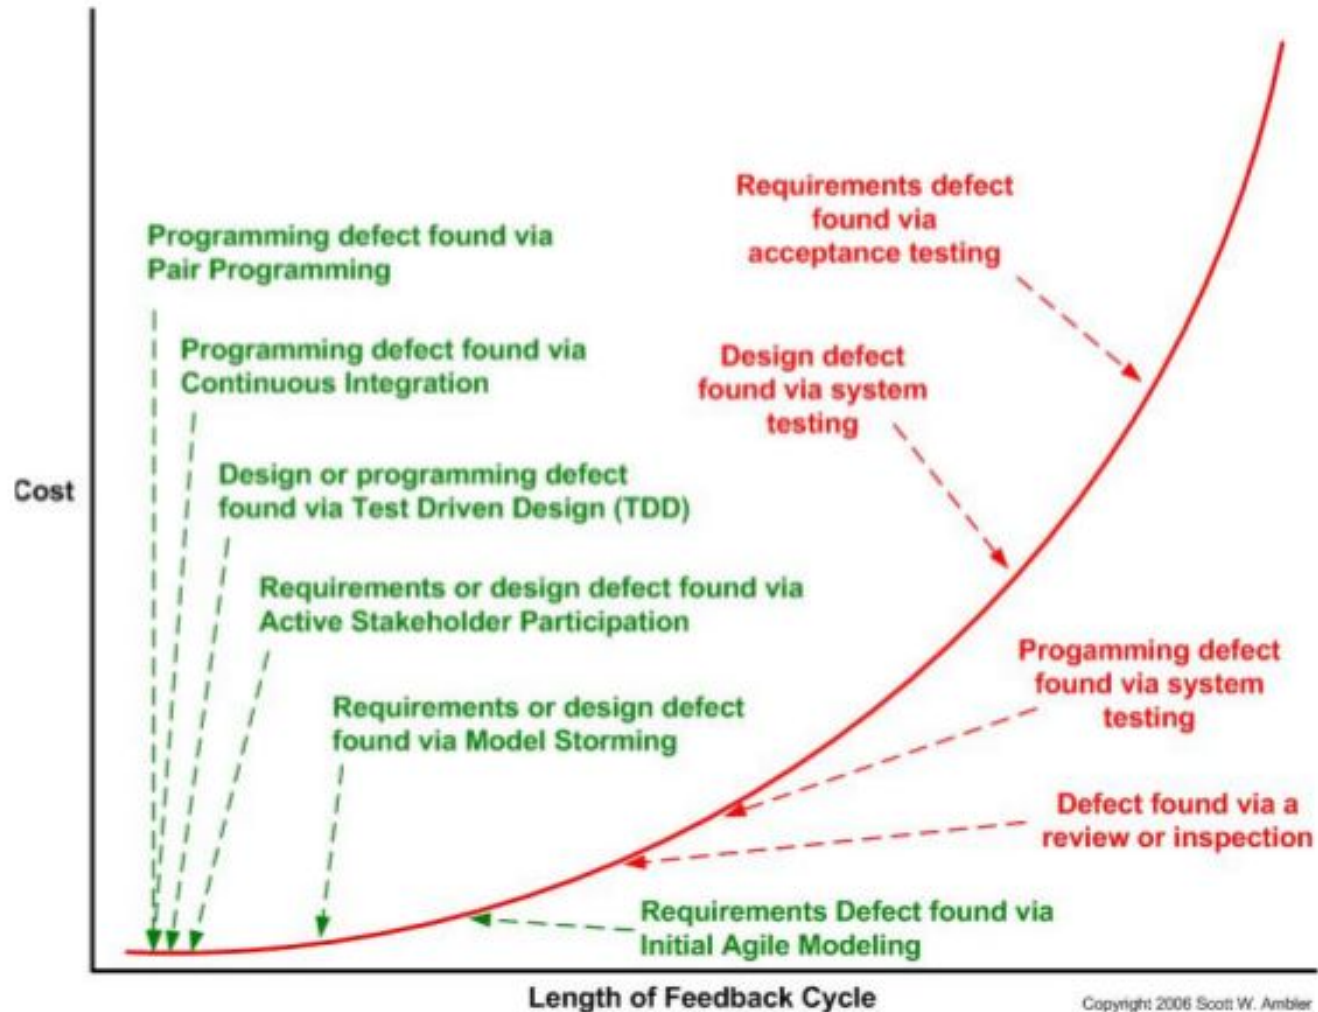 Requirements defect
found via
acceptance testing
Programming defect found via
Pair Programming
Programming defect found via
Continuous Integration
Design defect
found via system
testing
Cost
Design or programming defect
found via Test Driven Design (TDD)
Requirements or design defect found via
Active Stakeholder Participation
Progamming defect
found via system
testing
Requirements or design defect
found via Model Storming
Defect found via a
review or inspection
Requirements Defect found via
Initial Agile Modeling
Length of Feedback Cycle
Copyright 2006 Scott W. Ambler